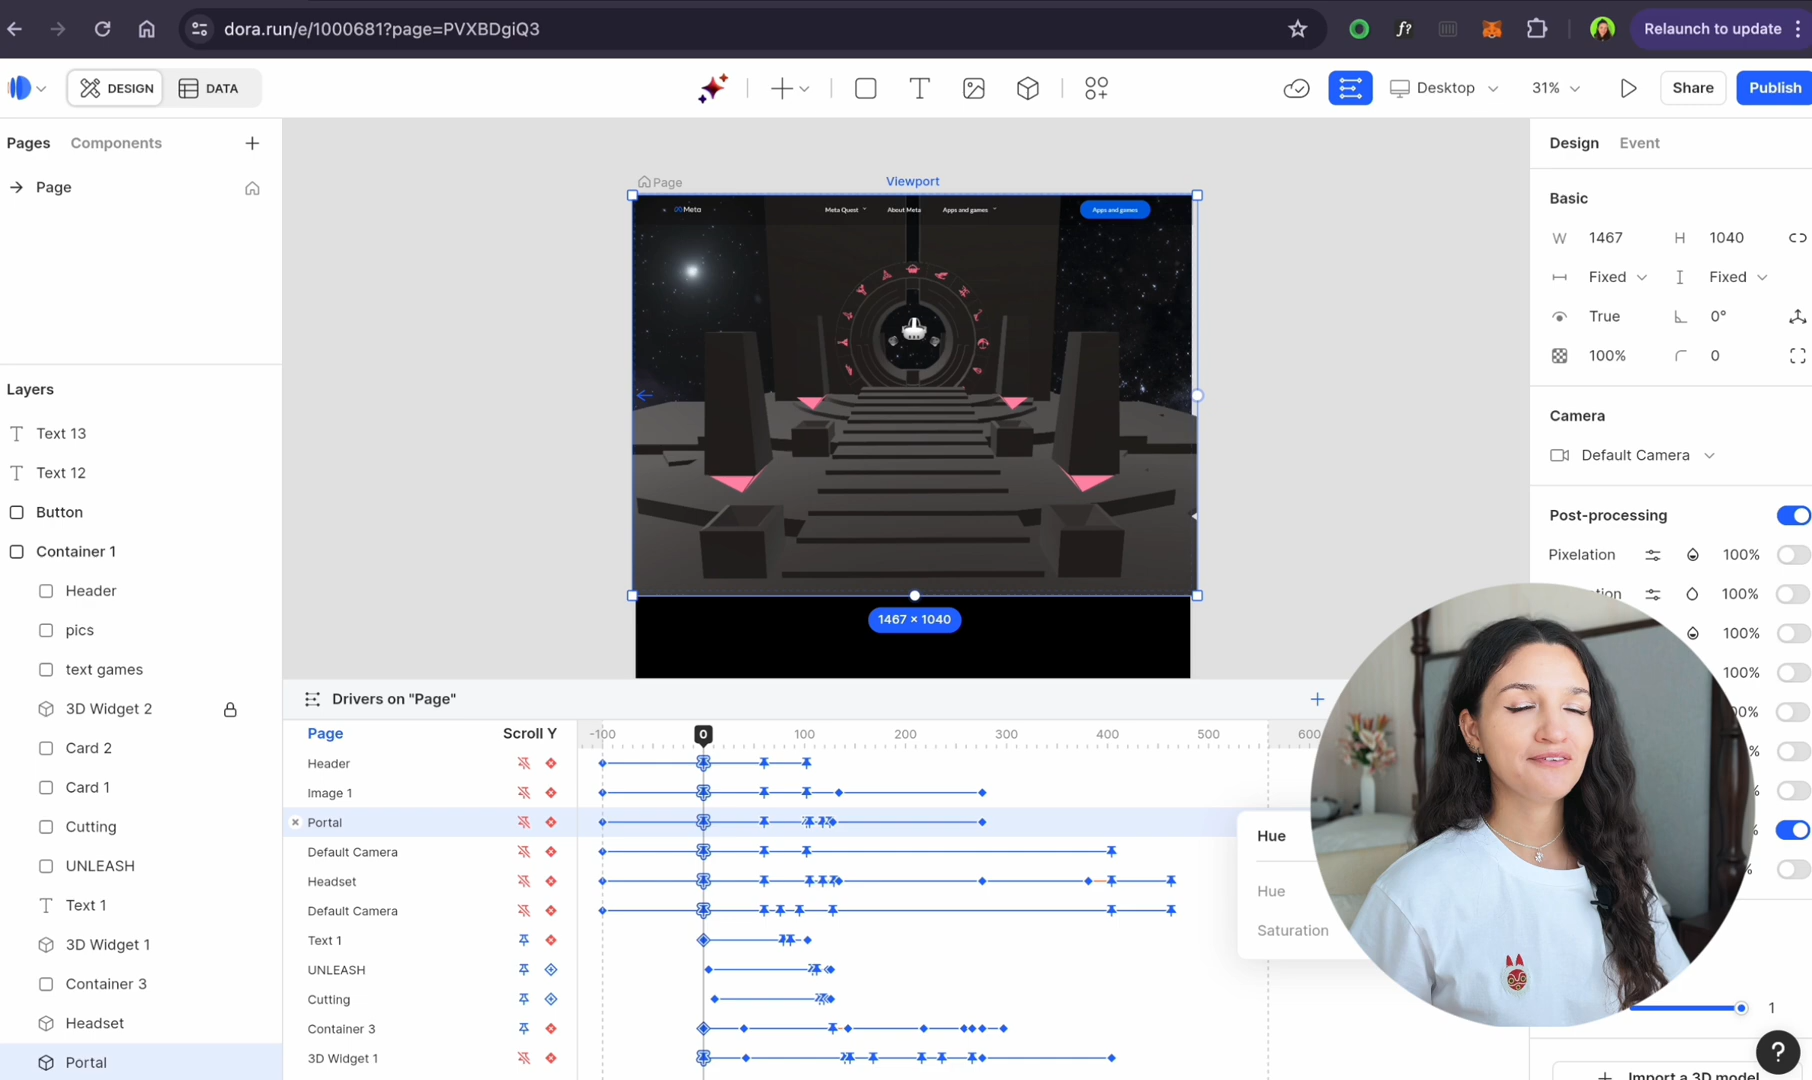 dora.run/e/1000681?page=PVXBDgiQ3
Relaunch to update
DESIGN
DATA
Desktop
31%
Share
Publish
Pages
Components
Page
Layers
Text 13
Text 12
Button
Container 1
Header
pics
text games
3D Widget 2
Card 2
Card 1
Cutting
UNLEASH
Text 1
3D Widget 1
Container 3
Headset
Portal
Page
Viewport
Meta
Meta Quest
About Meta
Apps and games
Apps and games
1467 × 1040
Drivers on "Page"
Page
Scroll Y
-100
0
100
200
300
400
500
600
Header
Image 1
Portal
Default Camera
Headset
Default Camera
Text 1
UNLEASH
Cutting
Container 3
3D Widget 1
Hue
Hue
Saturation
Design
Event
Basic
W 1467
H 1040
Fixed
Fixed
True
0°
100%
0
Camera
Default Camera
Post-processing
Pixelation
100%
100%
100%
100%
1
?
Import a 3D model